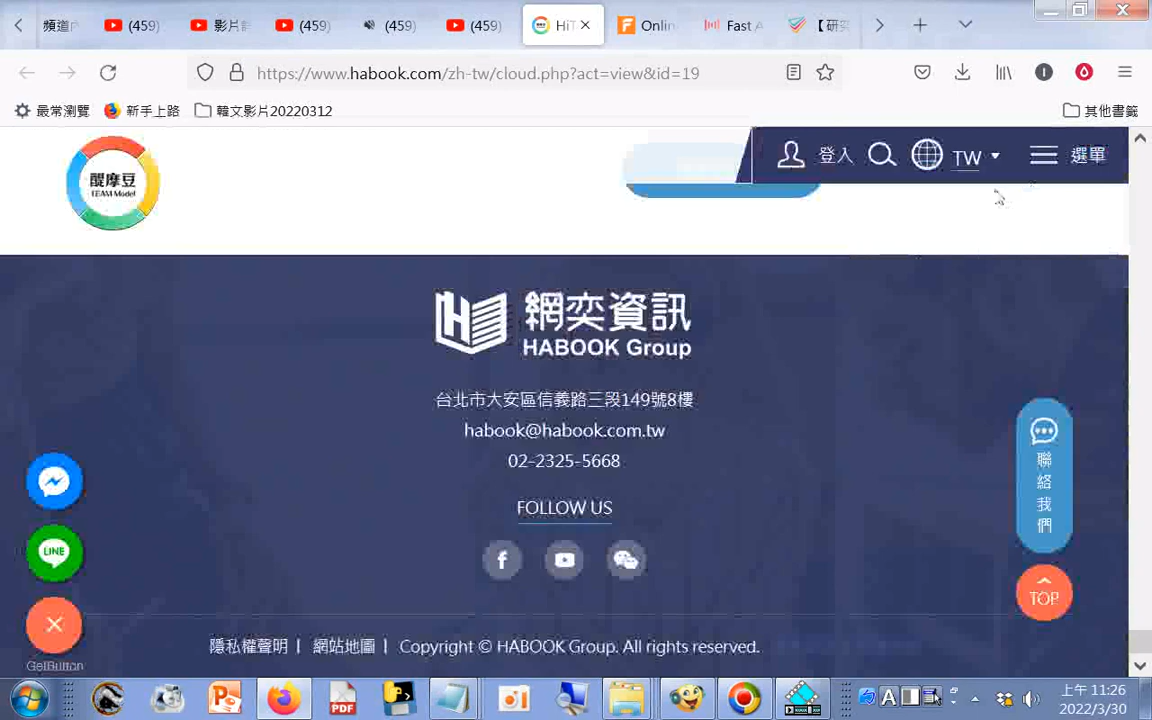 頻道
(459)
影片
(459)
(459)
(459)
HiT
Onlin
Fast A
【研
https://www.habook.com/zh-tw/cloud.php?act=view&id=19
最常瀏覽
新手上路
韓文影片20220312
其他書籤
醍摩豆
TEAM Model
登入
TW
選單
網奕資訊
HABOOK Group
台北市大安區信義路三段149號8樓
habook@habook.com.tw
02-2325-5668
FOLLOW US
聯絡我們
LINE
TOP
GetButton
隱私權聲明 | 網站地圖 | Copyright © HABOOK Group. All rights reserved.
PDF
上午 11:26
2022/3/30